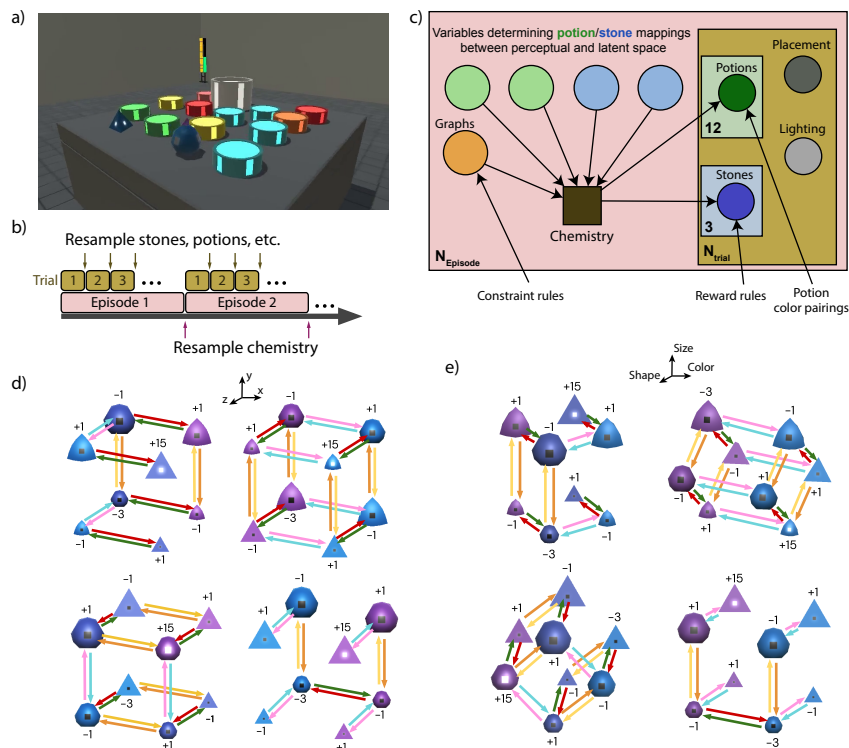 a)
b)
Resample stones, potions, etc.
Trial
1
2
3
...
1
2
3
...
Episode 1
Episode 2
...
Resample chemistry
c)
Variables determining potion/stone mappings
between perceptual and latent space
Graphs
Chemistry
N_Episode
Potions
12
Stones
3
N_trial
Placement
Lighting
Constraint rules
Reward rules
Potion
color pairings
d)
y
z
x
−1
+1
+1
+15
−3
−1
−1
+1
−1
+1
+1
+15
−3
−1
−1
+1
−1
+1
+1
+15
−3
−1
−1
+1
−1
+1
+1
+15
−3
−1
−1
+1
e)
Size
Shape
Color
+15
+1
−1
+1
−1
−1
−1
−3
−3
−1
−1
+1
−1
+1
+1
+15
−1
+1
−3
+1
+15
−1
−1
+1
+15
−1
+1
−1
+1
−1
−1
−3